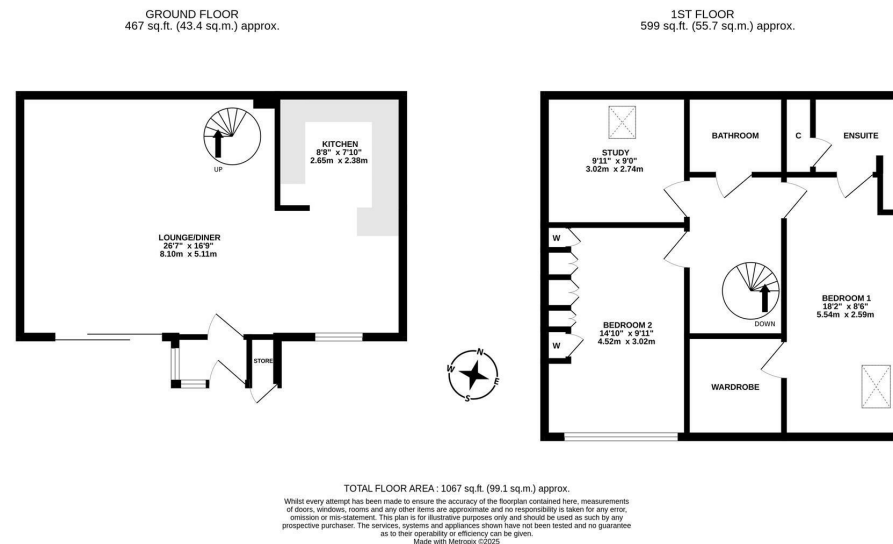 GROUND FLOOR
467 sq.ft. (43.4 sq.m.) approx.
1ST FLOOR
599 sq.ft. (55.7 sq.m.) approx.
KITCHEN
8'8" x 7'10"
2.65m x 2.38m
UP
LOUNGE/DINER
26'7" x 16'9"
8.10m x 5.11m
STORE
STUDY
9'11" x 9'0"
3.02m x 2.74m
BATHROOM
C
ENSUITE
W
BEDROOM 2
14'10" x 9'11"
4.52m x 3.02m
W
DOWN
BEDROOM 1
18'2" x 8'6"
5.54m x 2.59m
WARDROBE
N
W
E
S
TOTAL FLOOR AREA : 1067 sq.ft. (99.1 sq.m.) approx.
Whilst every attempt has been made to ensure the accuracy of the floorplan contained here, measurements
of doors, windows, rooms and any other items are approximate and no responsibility is taken for any error,
omission or mis-statement. This plan is for illustrative purposes only and should be used as such by any
prospective purchaser. The services, systems and appliances shown have not been tested and no guarantee
as to their operability or efficiency can be given.
Made with Metropix ©2025